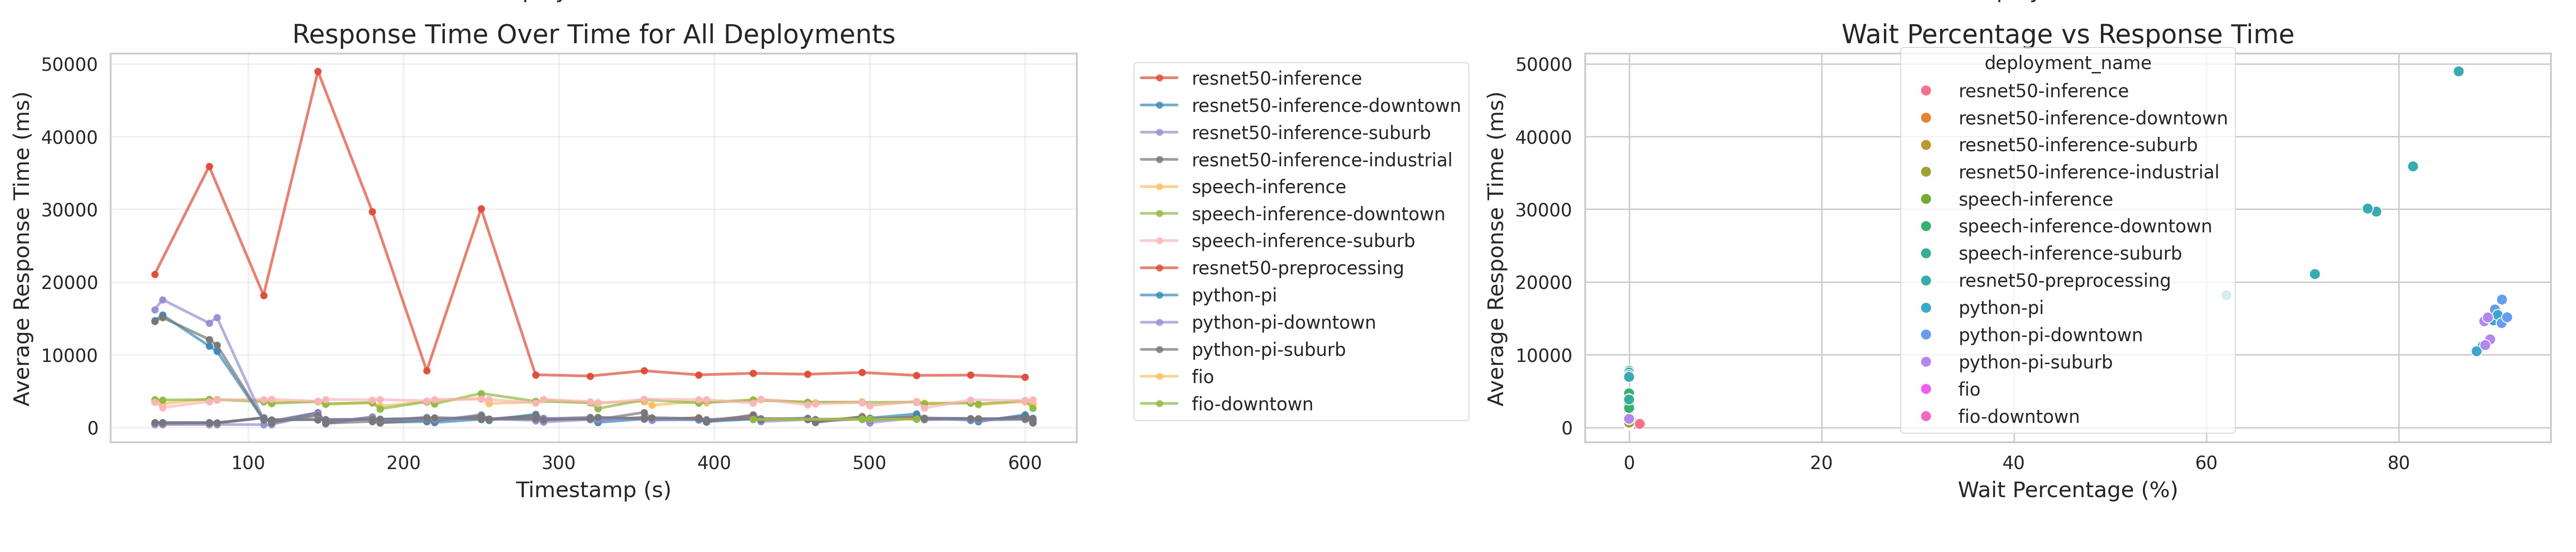 Response Time Over Time for All Deployments
Average Response Time (ms)
50000
40000
30000
20000
10000
0
100
200
300
400
500
600
Timestamp (s)
resnet50-inference
resnet50-inference-downtown
resnet50-inference-suburb
resnet50-inference-industrial
speech-inference
speech-inference-downtown
speech-inference-suburb
resnet50-preprocessing
python-pi
python-pi-downtown
python-pi-suburb
fio
fio-downtown
Wait Percentage vs Response Time
Average Response Time (ms)
50000
40000
30000
20000
10000
0
0
20
40
60
80
Wait Percentage (%)
deployment_name
resnet50-inference
resnet50-inference-downtown
resnet50-inference-suburb
resnet50-inference-industrial
speech-inference
speech-inference-downtown
speech-inference-suburb
resnet50-preprocessing
python-pi
python-pi-downtown
python-pi-suburb
fio
fio-downtown